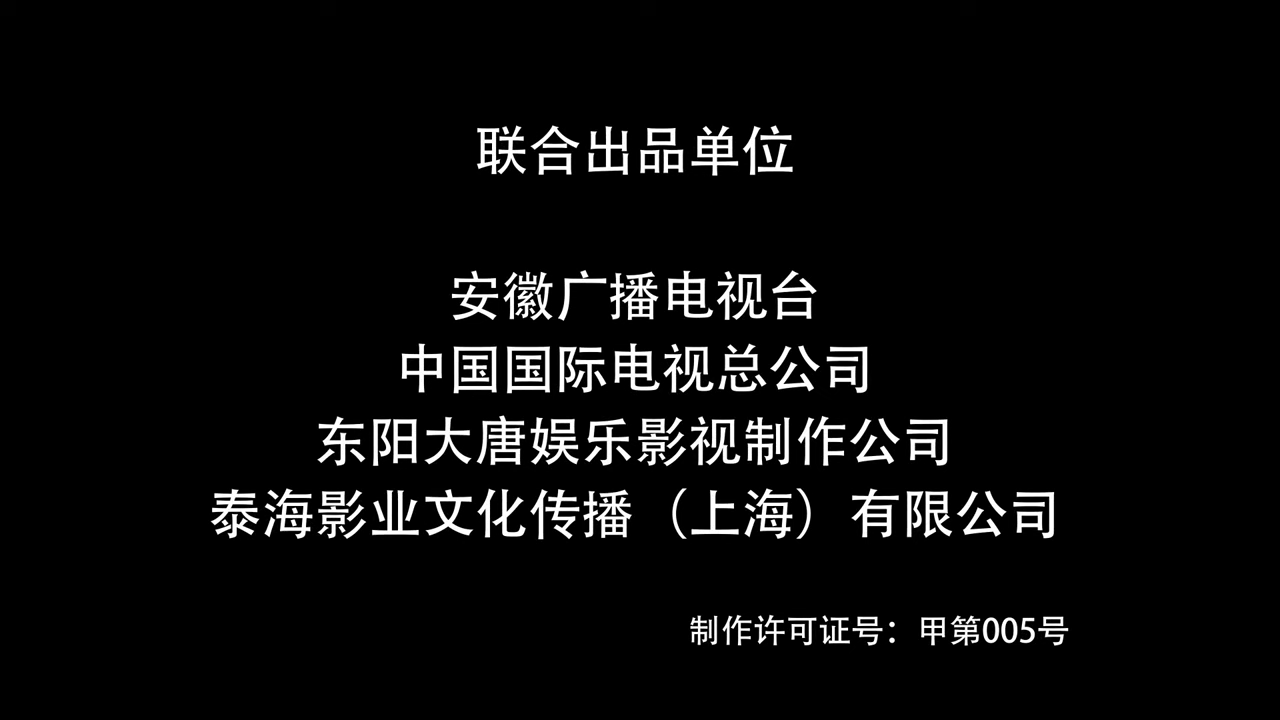 联合出品单位
安徽广播电视台
中国国际电视总公司
东阳大唐娱乐影视制作公司
泰海影业文化传播（上海）有限公司
制作许可证号：甲第005号